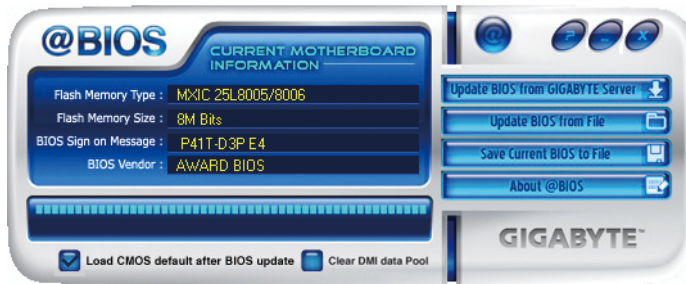 @BIOS
CURRENT MOTHERBOARD
INFORMATION
Flash Memory Type : MXIC 25L8005/8006
Flash Memory Size : 8M Bits
BIOS Sign on Message : P41T-D3P E4
BIOS Vendor : AWARD BIOS
Load CMOS default after BIOS update
Clear DMI data Pool
@
?
–
X
Update BIOS from GIGABYTE Server
Update BIOS from File
Save Current BIOS to File
About @BIOS
GIGABYTE™